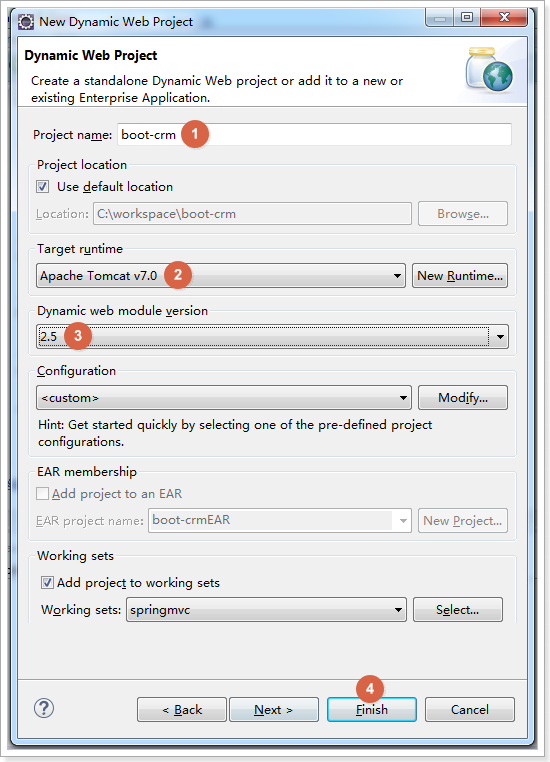 New Dynamic Web Project
Dynamic Web Project
Create a standalone Dynamic Web project or add it to a new or
existing Enterprise Application.
Project name: boot-crm 1
Project location
Use default location
Location: C:\workspace\boot-crm Browse...
Target runtime
Apache Tomcat v7.0 2 New Runtime...
Dynamic web module version
2.5 3
Configuration
<custom> Modify...
Hint: Get started quickly by selecting one of the pre-defined project
configurations.
EAR membership
Add project to an EAR
EAR project name: boot-crmEAR New Project...
Working sets
Add project to working sets
Working sets: springmvc Select...
4
? < Back Next > Finish Cancel